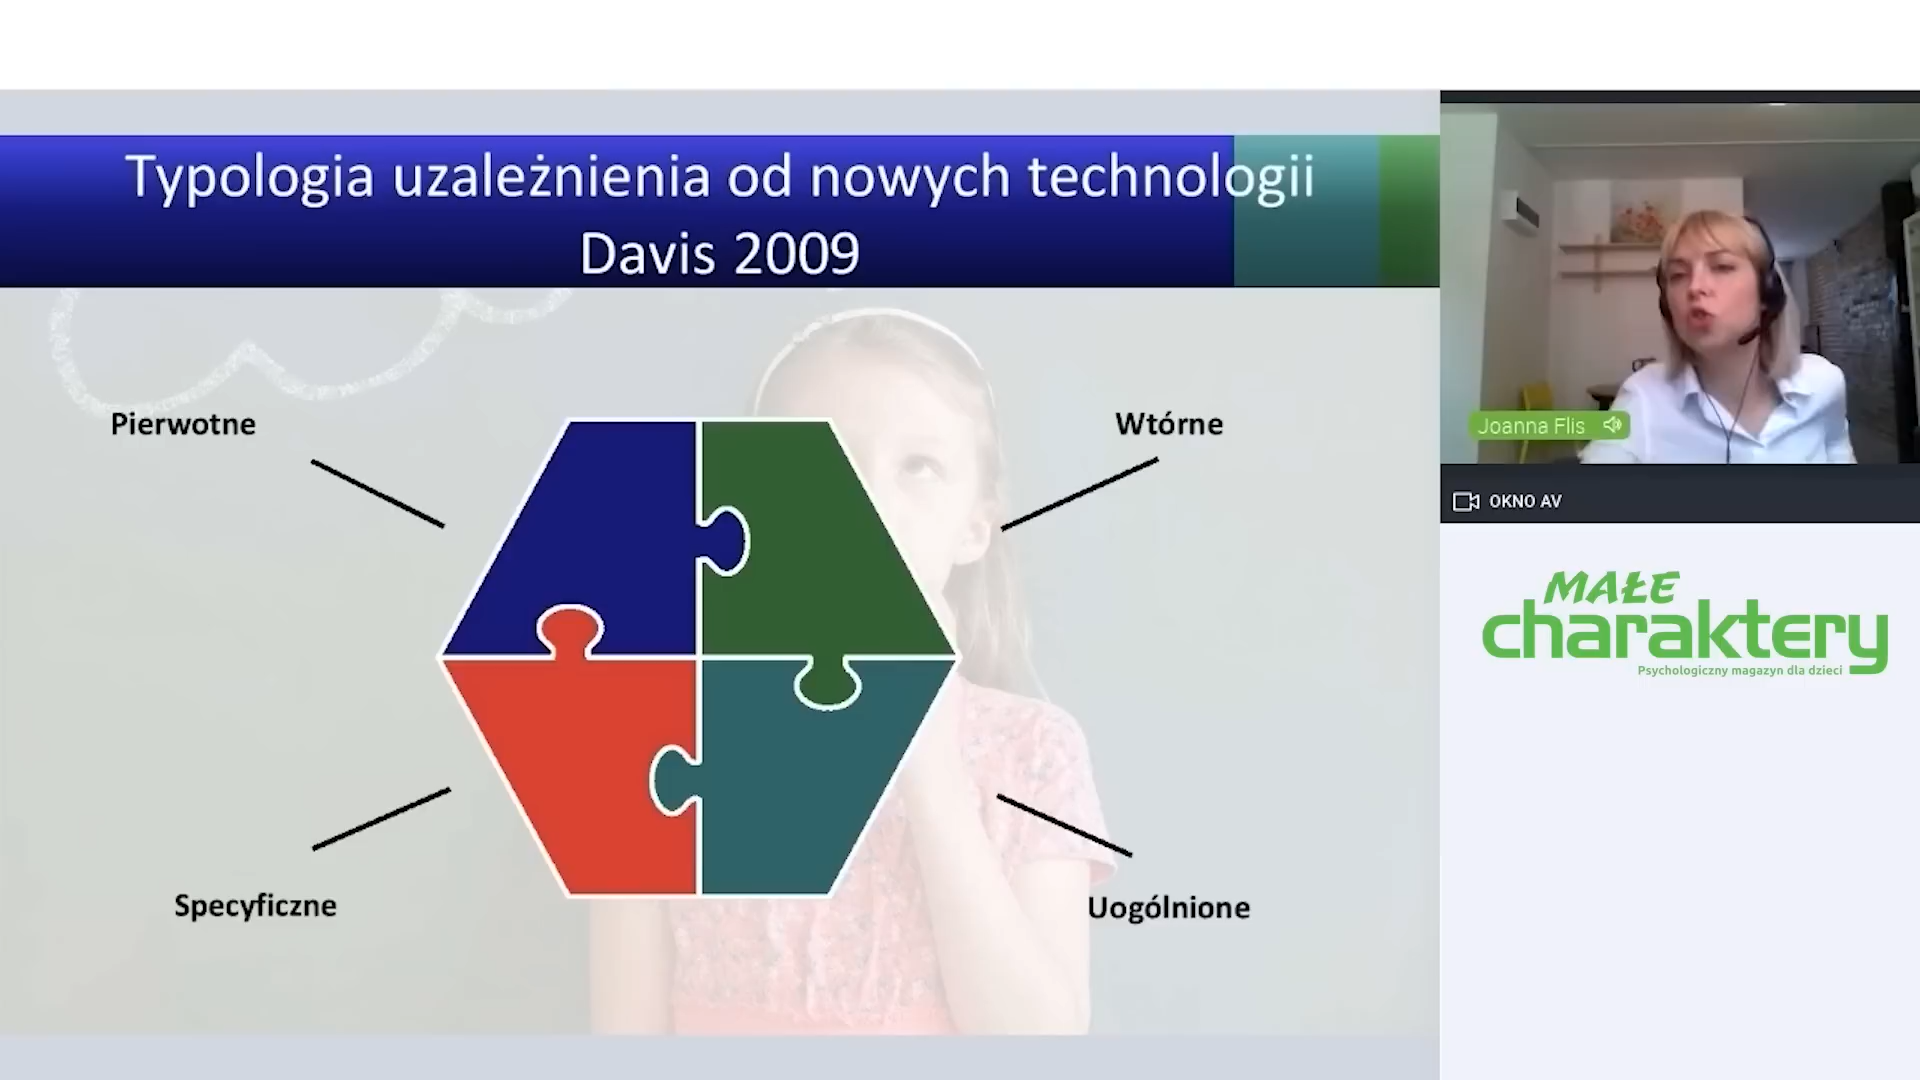 Typologia uzależnienia od nowych technologii
Davis 2009
Pierwotne
Wtórne
Specyficzne
Uogólnione
Joanna Flis
OKNO AV
MAŁE
charaktery
Psychologiczny magazyn dla dzieci